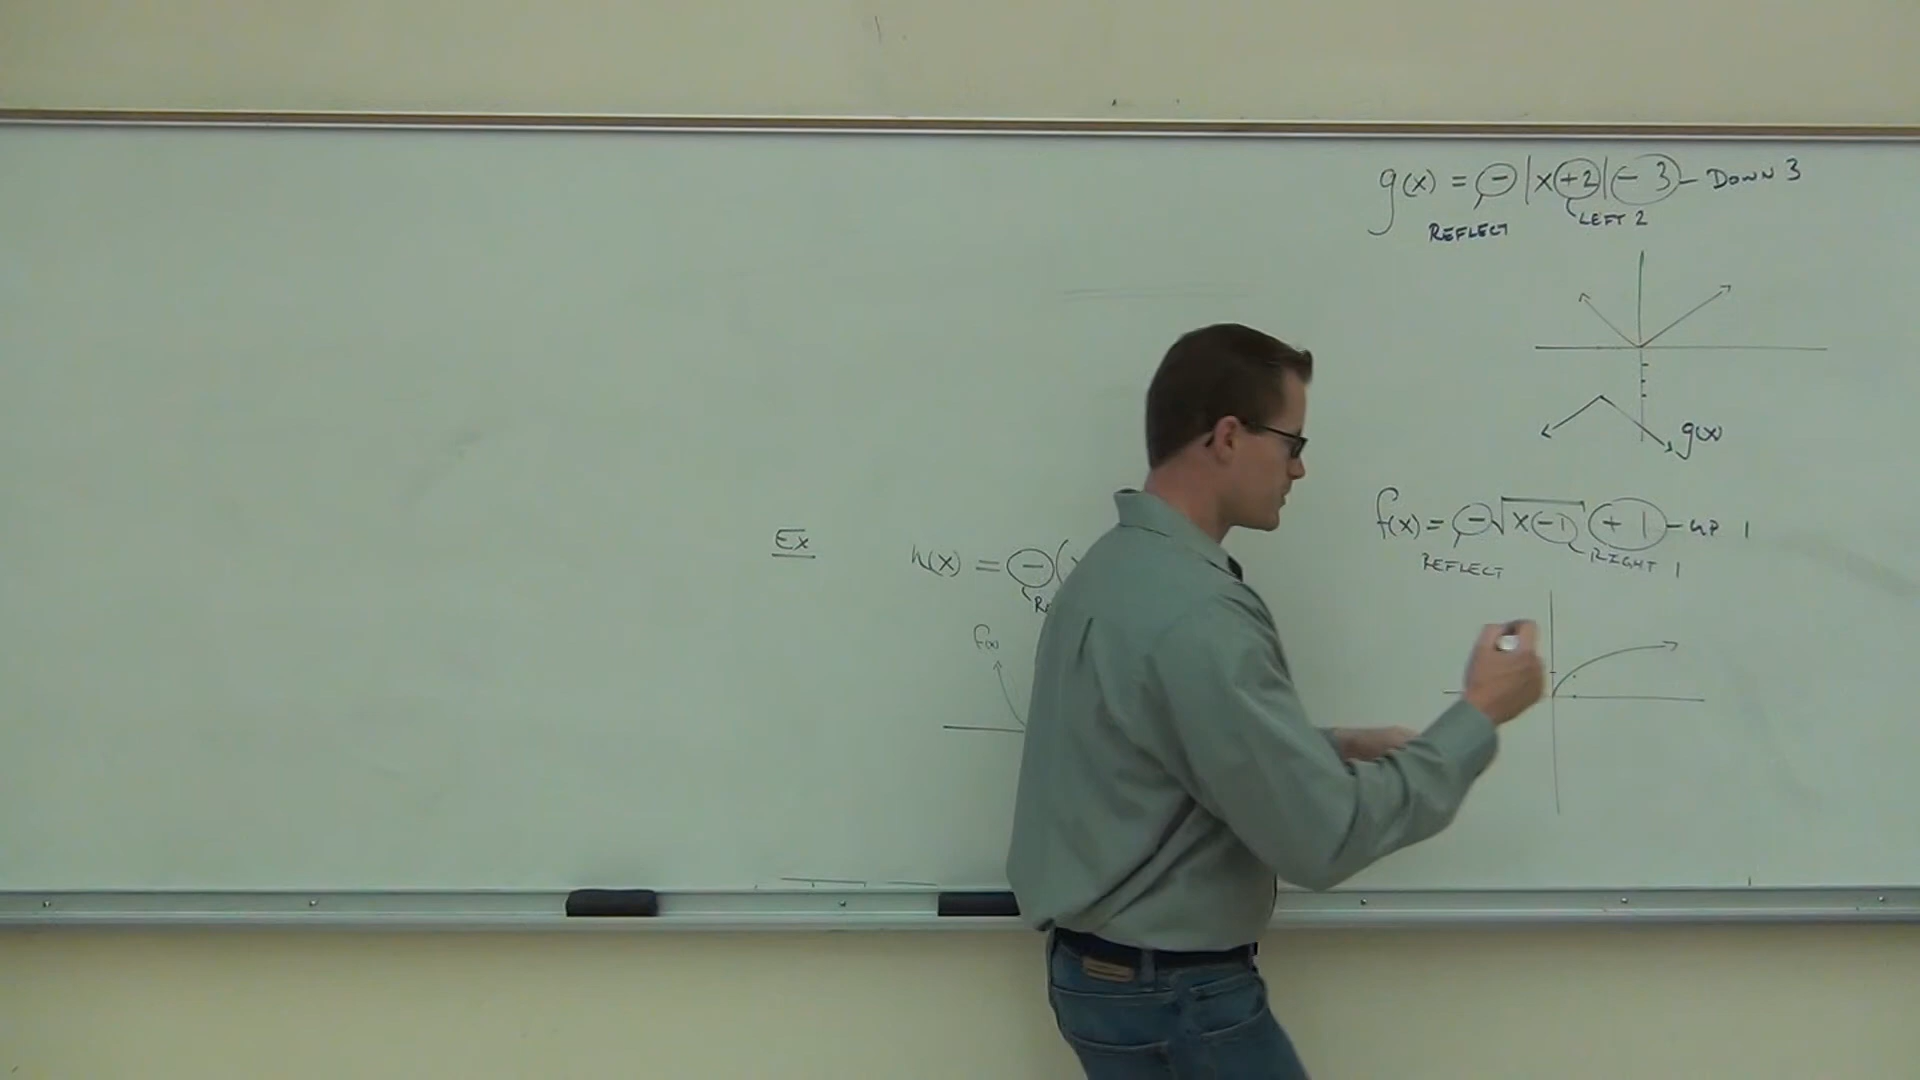 g(x) = - |x+2| - 3 - DOWN 3
REFLECT LEFT 2
g(x)
Ex
h(x) = - (
f(x)
f(x) = - √x-1 + 1 - UP 1
REFLECT RIGHT 1